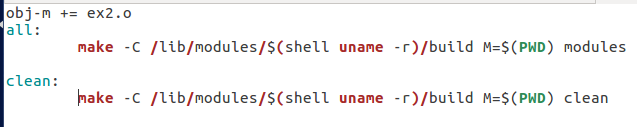 obj-m += ex2.o
all:
make -C /lib/modules/$(shell uname -r)/build M=$(PWD) modules
clean:
make -C /lib/modules/$(shell uname -r)/build M=$(PWD) clean